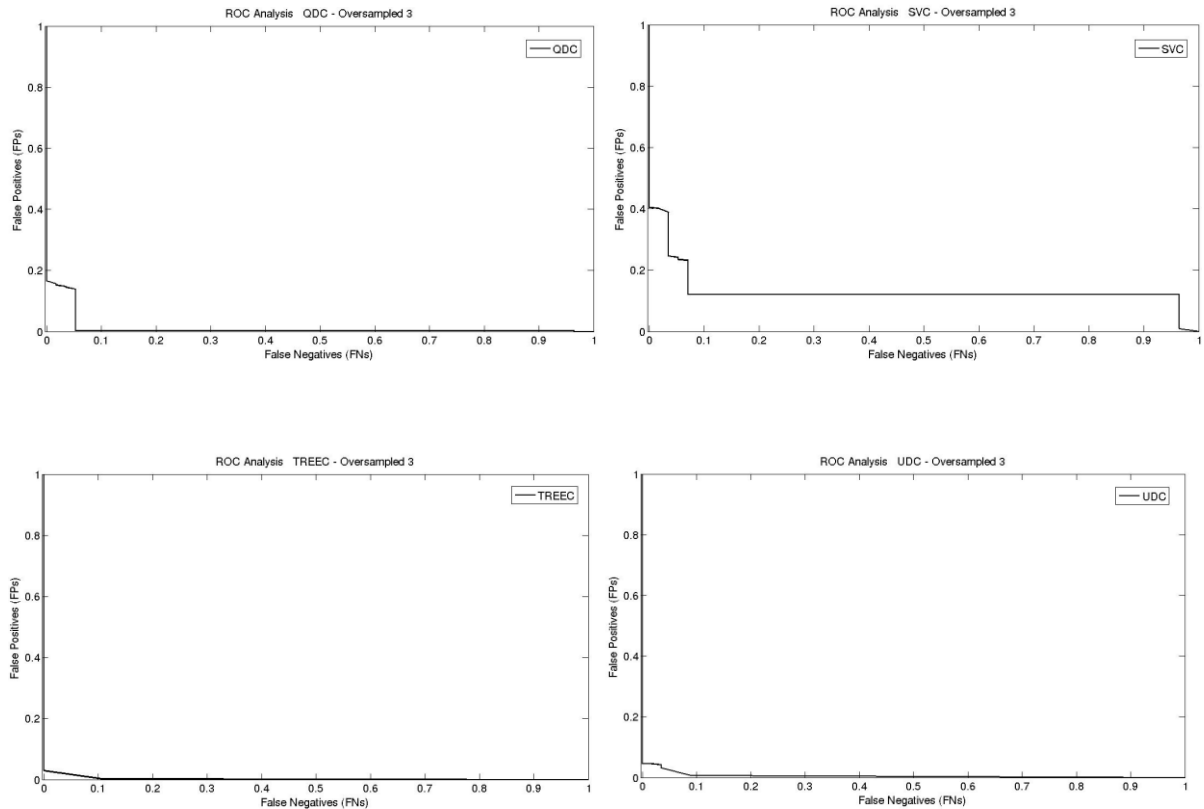 ROC Analysis QDC - Oversampled 3
QDC
False Positives (FPs)
1
0.8
0.6
0.4
0.2
0
0 0.1 0.2 0.3 0.4 0.5 0.6 0.7 0.8 0.9 1
False Negatives (FNs)
ROC Analysis SVC - Oversampled 3
SVC
False Positives (FPs)
1
0.8
0.6
0.4
0.2
0
0 0.1 0.2 0.3 0.4 0.5 0.6 0.7 0.8 0.9 1
False Negatives (FNs)
ROC Analysis TREEC - Oversampled 3
TREEC
False Positives (FPs)
1
0.8
0.6
0.4
0.2
0
0 0.1 0.2 0.3 0.4 0.5 0.6 0.7 0.8 0.9 1
False Negatives (FNs)
ROC Analysis UDC - Oversampled 3
UDC
False Positives (FPs)
1
0.8
0.6
0.4
0.2
0
0 0.1 0.2 0.3 0.4 0.5 0.6 0.7 0.8 0.9 1
False Negatives (FNs)